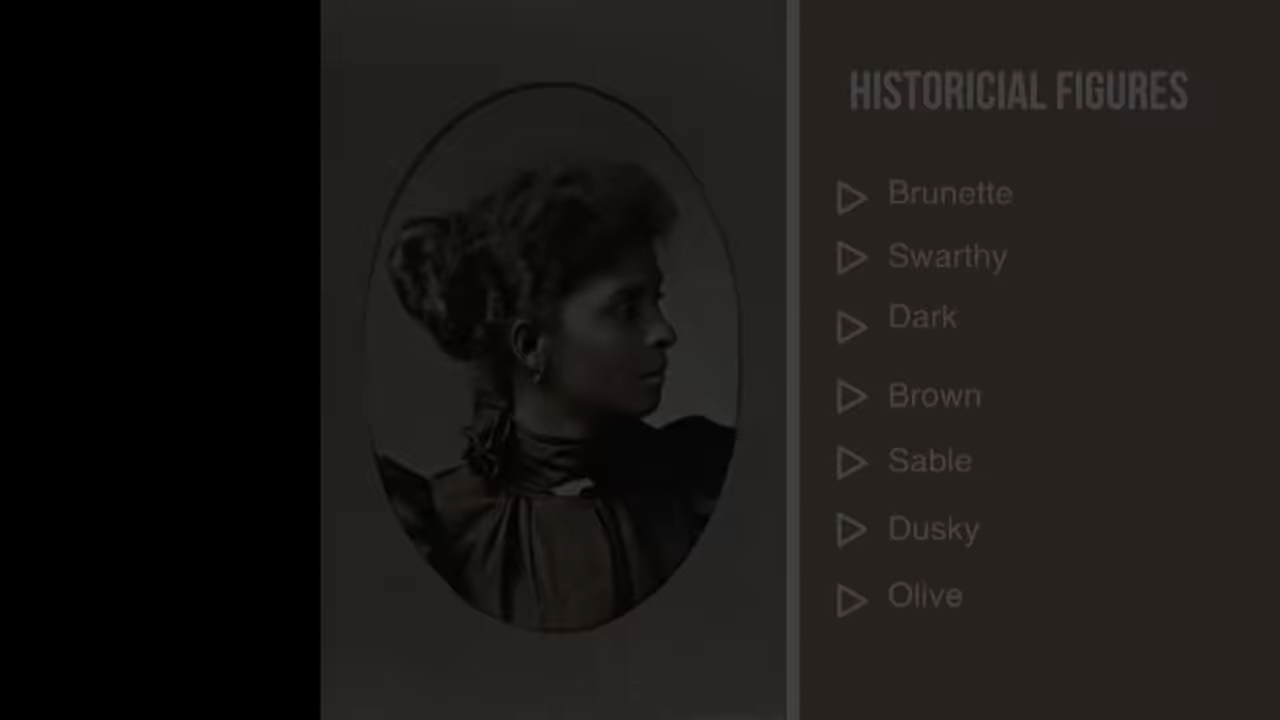 HISTORICIAL FIGURES
Brunette
Swarthy
Dark
Brown
Sable
Dusky
Olive